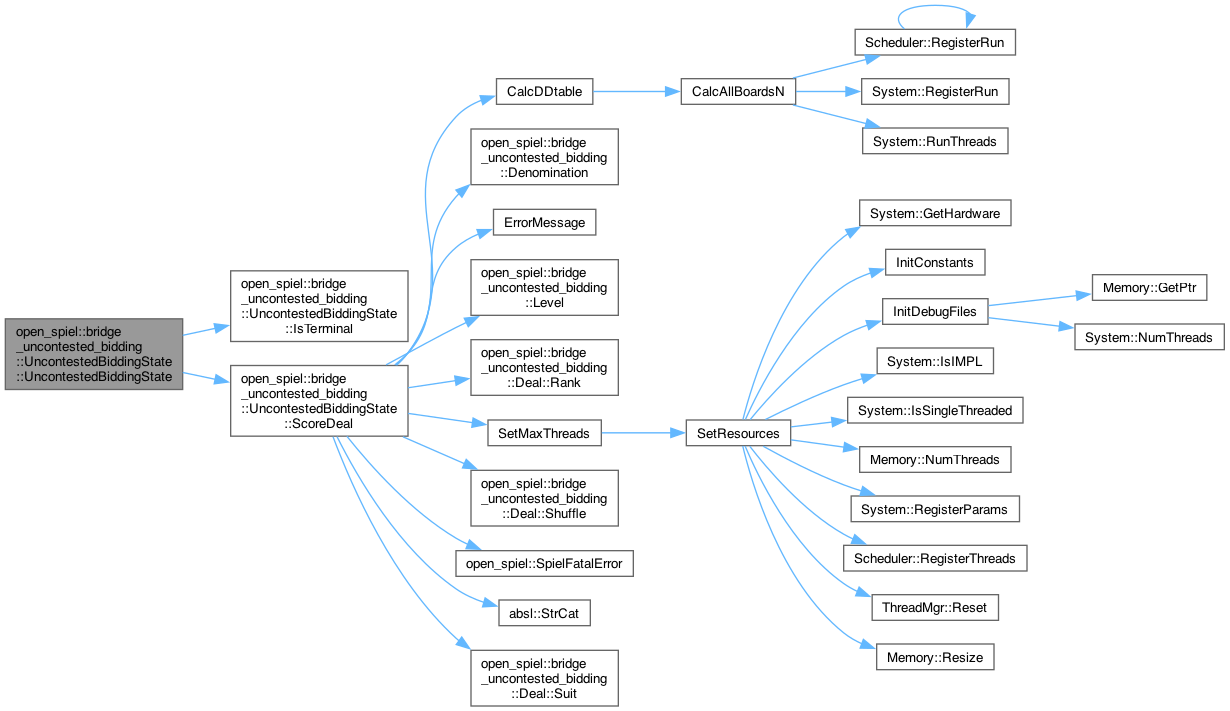 open_spiel::bridge
_uncontested_bidding
::UncontestedBiddingState
::UncontestedBiddingState
open_spiel::bridge
_uncontested_bidding
::UncontestedBiddingState
::IsTerminal
open_spiel::bridge
_uncontested_bidding
::UncontestedBiddingState
::ScoreDeal
CalcDDtable
open_spiel::bridge
_uncontested_bidding
::Denomination
ErrorMessage
open_spiel::bridge
_uncontested_bidding
::Level
open_spiel::bridge
_uncontested_bidding
::Deal::Rank
SetMaxThreads
open_spiel::bridge
_uncontested_bidding
::Deal::Shuffle
open_spiel::SpielFatalError
absl::StrCat
open_spiel::bridge
_uncontested_bidding
::Deal::Suit
CalcAllBoardsN
SetResources
Scheduler::RegisterRun
System::RegisterRun
System::RunThreads
System::GetHardware
InitConstants
InitDebugFiles
System::IsIMPL
System::IsSingleThreaded
Memory::NumThreads
System::RegisterParams
Scheduler::RegisterThreads
ThreadMgr::Reset
Memory::Resize
Memory::GetPtr
System::NumThreads